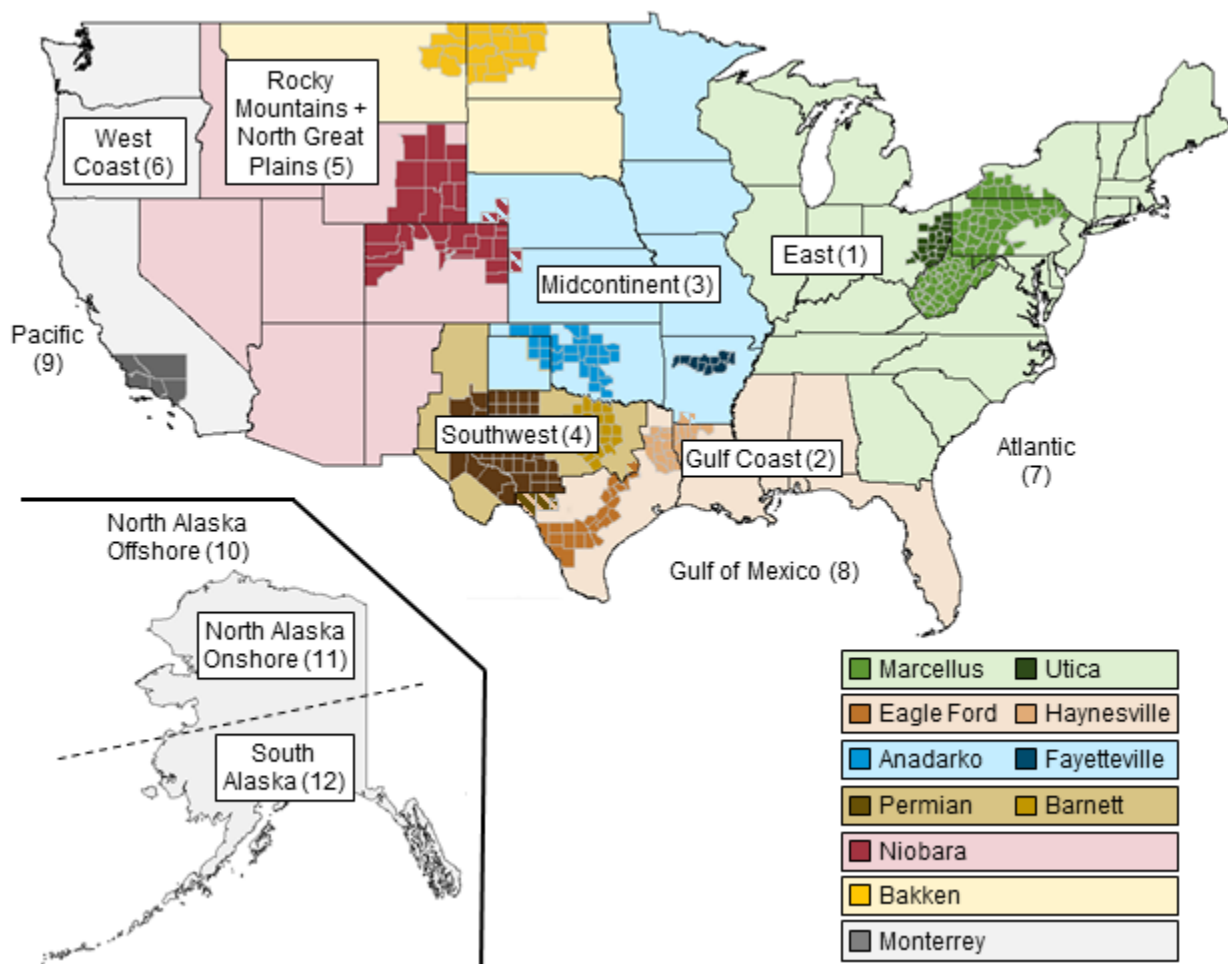 Rocky
Mountains +
North Great
Plains (5)
West
Coast (6)
East (1)
Midcontinent (3)
Pacific
(9)
Southwest (4)
Gulf Coast (2)
Atlantic
(7)
North Alaska
Offshore (10)
Gulf of Mexico (8)
North Alaska
Onshore (11)
South
Alaska (12)
Marcellus Utica
Eagle Ford Haynesville
Anadarko Fayetteville
Permian Barnett
Niobara
Bakken
Monterrey